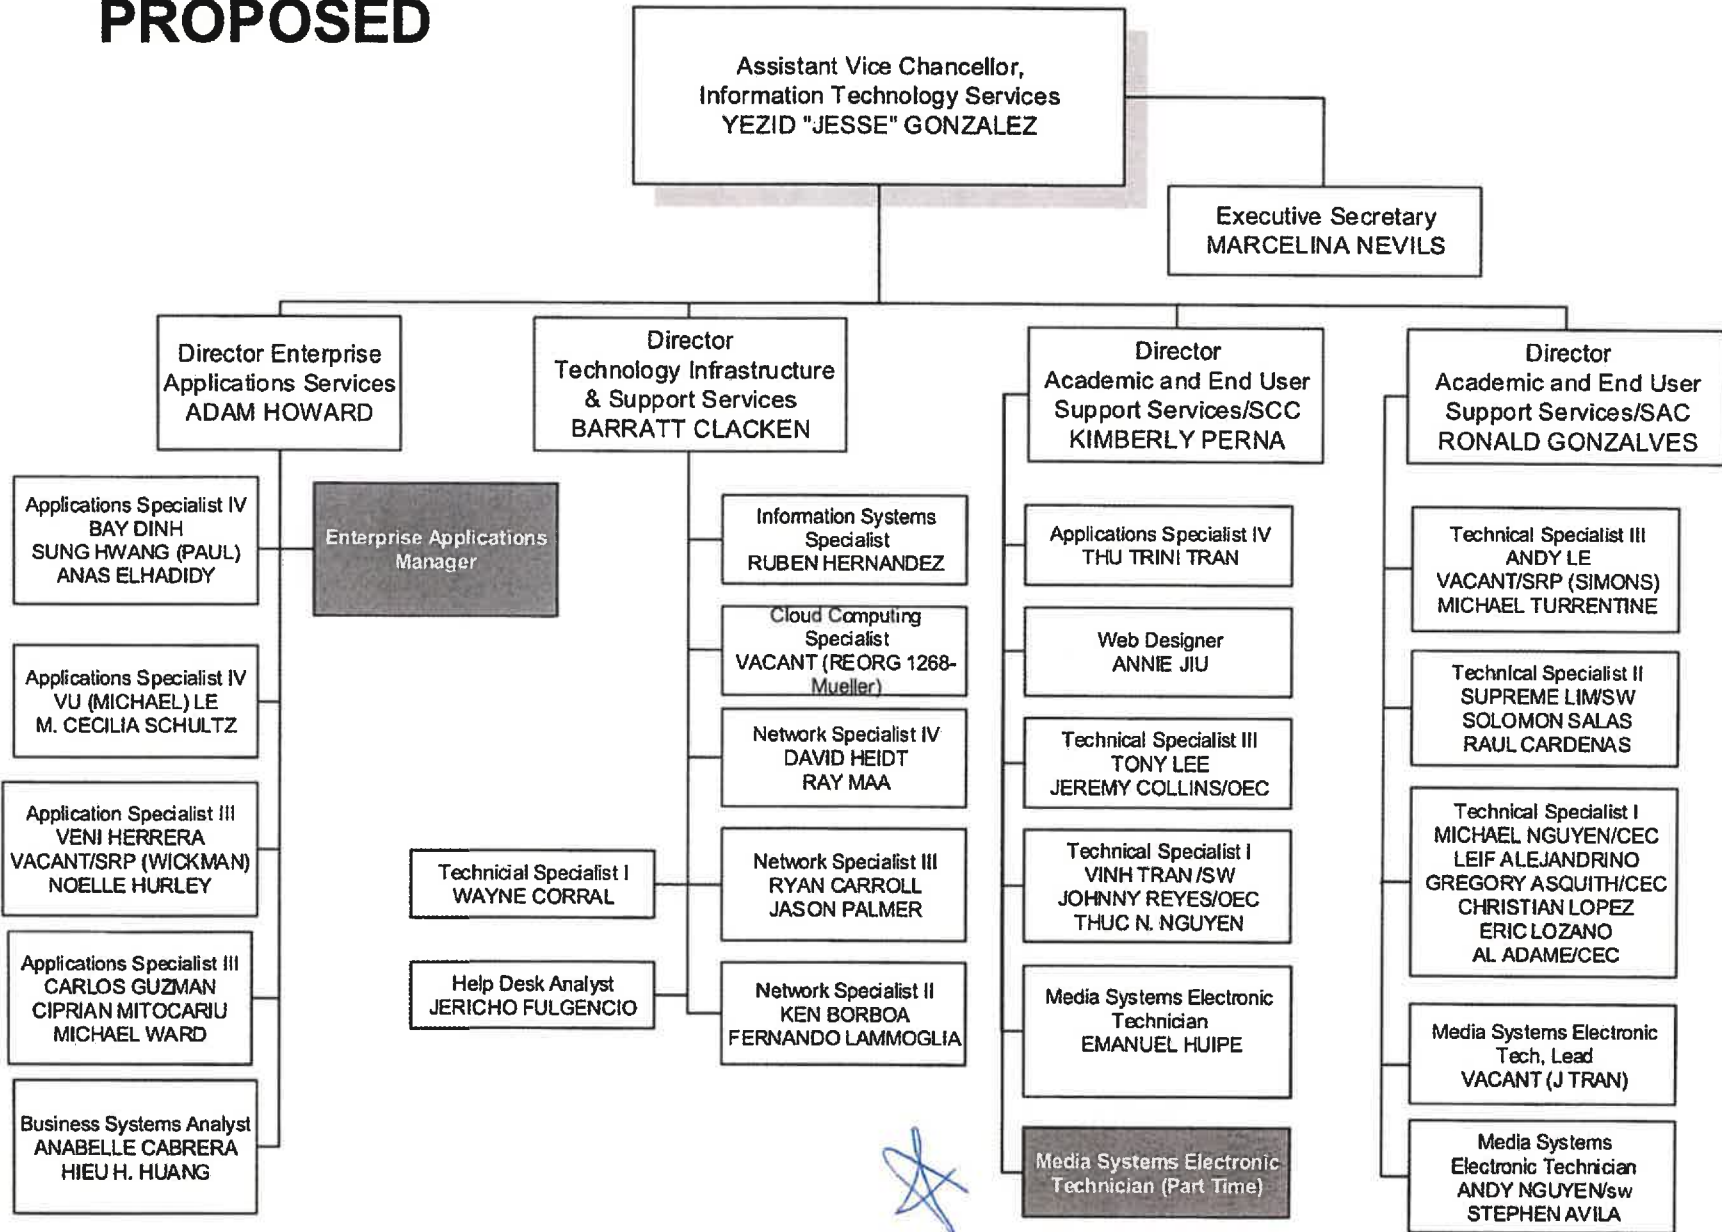 PROPOSED
Assistant Vice Chancellor,
Information Technology Services
YEZID "JESSE" GONZALEZ
Executive Secretary
MARCELINA NEVILS
Director Enterprise
Applications Services
ADAM HOWARD
Applications Specialist IV
BAY DINH
SUNG HWANG (PAUL)
ANAS ELHADIDY
Enterprise Applications
Manager
Applications Specialist IV
VU (MICHAEL) LE
M. CECILIA SCHULTZ
Application Specialist III
VENI HERRERA
VACANT/SRP (WICKMAN)
NOELLE HURLEY
Applications Specialist III
CARLOS GUZMAN
CIPRIAN MITOCARIU
MICHAEL WARD
Business Systems Analyst
ANABELLE CABRERA
HIEU H. HUANG
Director
Technology Infrastructure
& Support Services
BARRATT CLACKEN
Information Systems
Specialist
RUBEN HERNANDEZ
Cloud Computing
Specialist
VACANT (REORG 1268-
Mueller)
Network Specialist IV
DAVID HEIDT
RAY MAA
Technicial Specialist I
WAYNE CORRAL
Network Specialist III
RYAN CARROLL
JASON PALMER
Help Desk Analyst
JERICHO FULGENCIO
Network Specialist II
KEN BORBOA
FERNANDO LAMMOGLIA
Director
Academic and End User
Support Services/SCC
KIMBERLY PERNA
Applications Specialist IV
THU TRINI TRAN
Web Designer
ANNIE JIU
Technical Specialist III
TONY LEE
JEREMY COLLINS/OEC
Technical Specialist I
VINH TRAN /SW
JOHNNY REYES/OEC
THUC N. NGUYEN
Media Systems Electronic
Technician
EMANUEL HUIPE
Media Systems Electronic
Technician (Part Time)
Director
Academic and End User
Support Services/SAC
RONALD GONZALVES
Technical Specialist III
ANDY LE
VACANT/SRP (SIMONS)
MICHAEL TURRENTINE
Technical Specialist II
SUPREME LIM/SW
SOLOMON SALAS
RAUL CARDENAS
Technical Specialist I
MICHAEL NGUYEN/CEC
LEIF ALEJANDRINO
GREGORY ASQUITH/CEC
CHRISTIAN LOPEZ
ERIC LOZANO
AL ADAME/CEC
Media Systems Electronic
Tech, Lead
VACANT (J TRAN)
Media Systems
Electronic Technician
ANDY NGUYEN/sw
STEPHEN AVILA